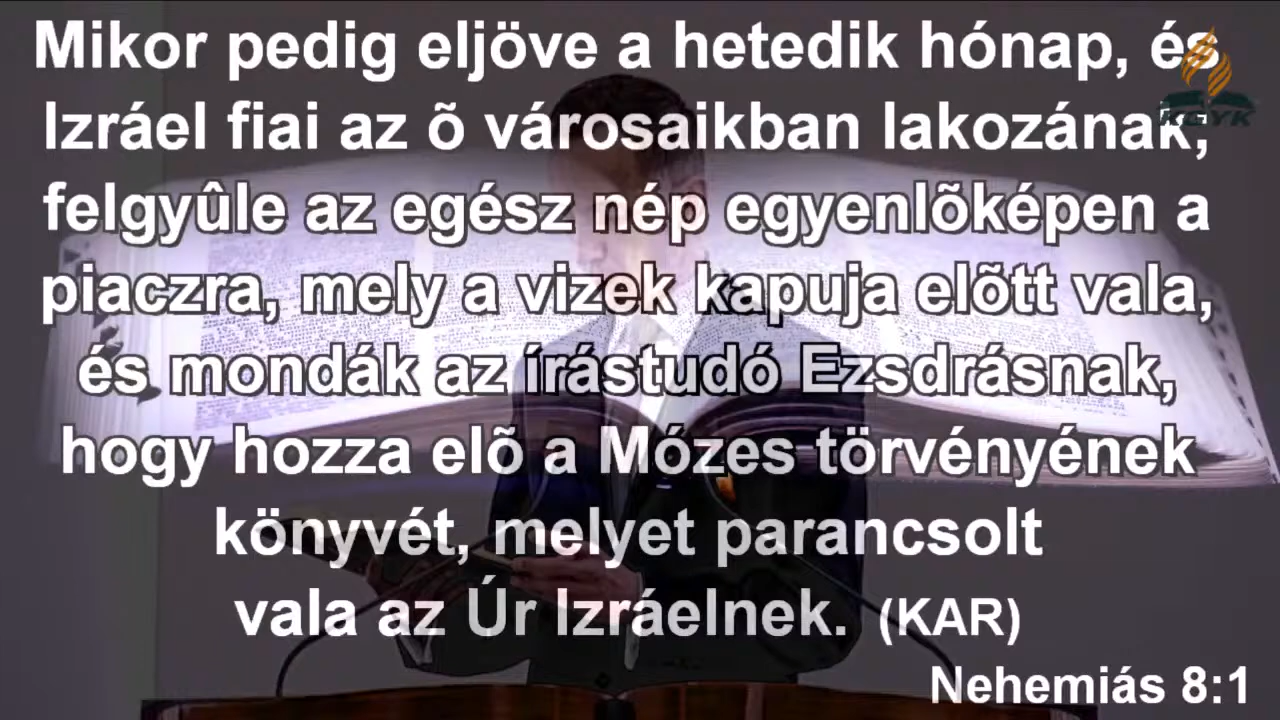 Mikor pedig eljöve a hetedik hónap, és
Izráel fiai az õ városaikban lakozának;
felgyûle az egész nép egyenlõképen a
piaczra, mely a vizek kapuja elõtt vala,
és mondák az írástudó Ezsdrásnak,
hogy hozza elõ a Mózes törvényének
könyvét, melyet parancsolt
vala az Úr Izráelnek. (KAR)
Nehemiás 8:1